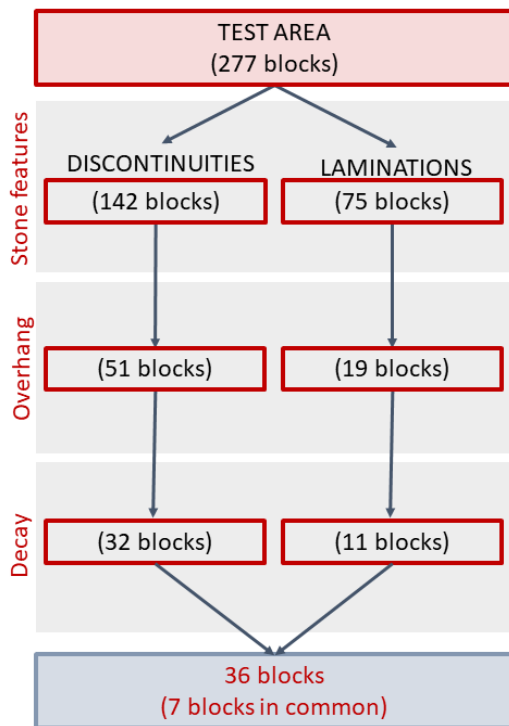 TEST AREA
(277 blocks)
Stone features
DISCONTINUITIES
LAMINATIONS
(142 blocks)
(75 blocks)
Overhang
(51 blocks)
(19 blocks)
Decay
(32 blocks)
(11 blocks)
36 blocks
(7 blocks in common)